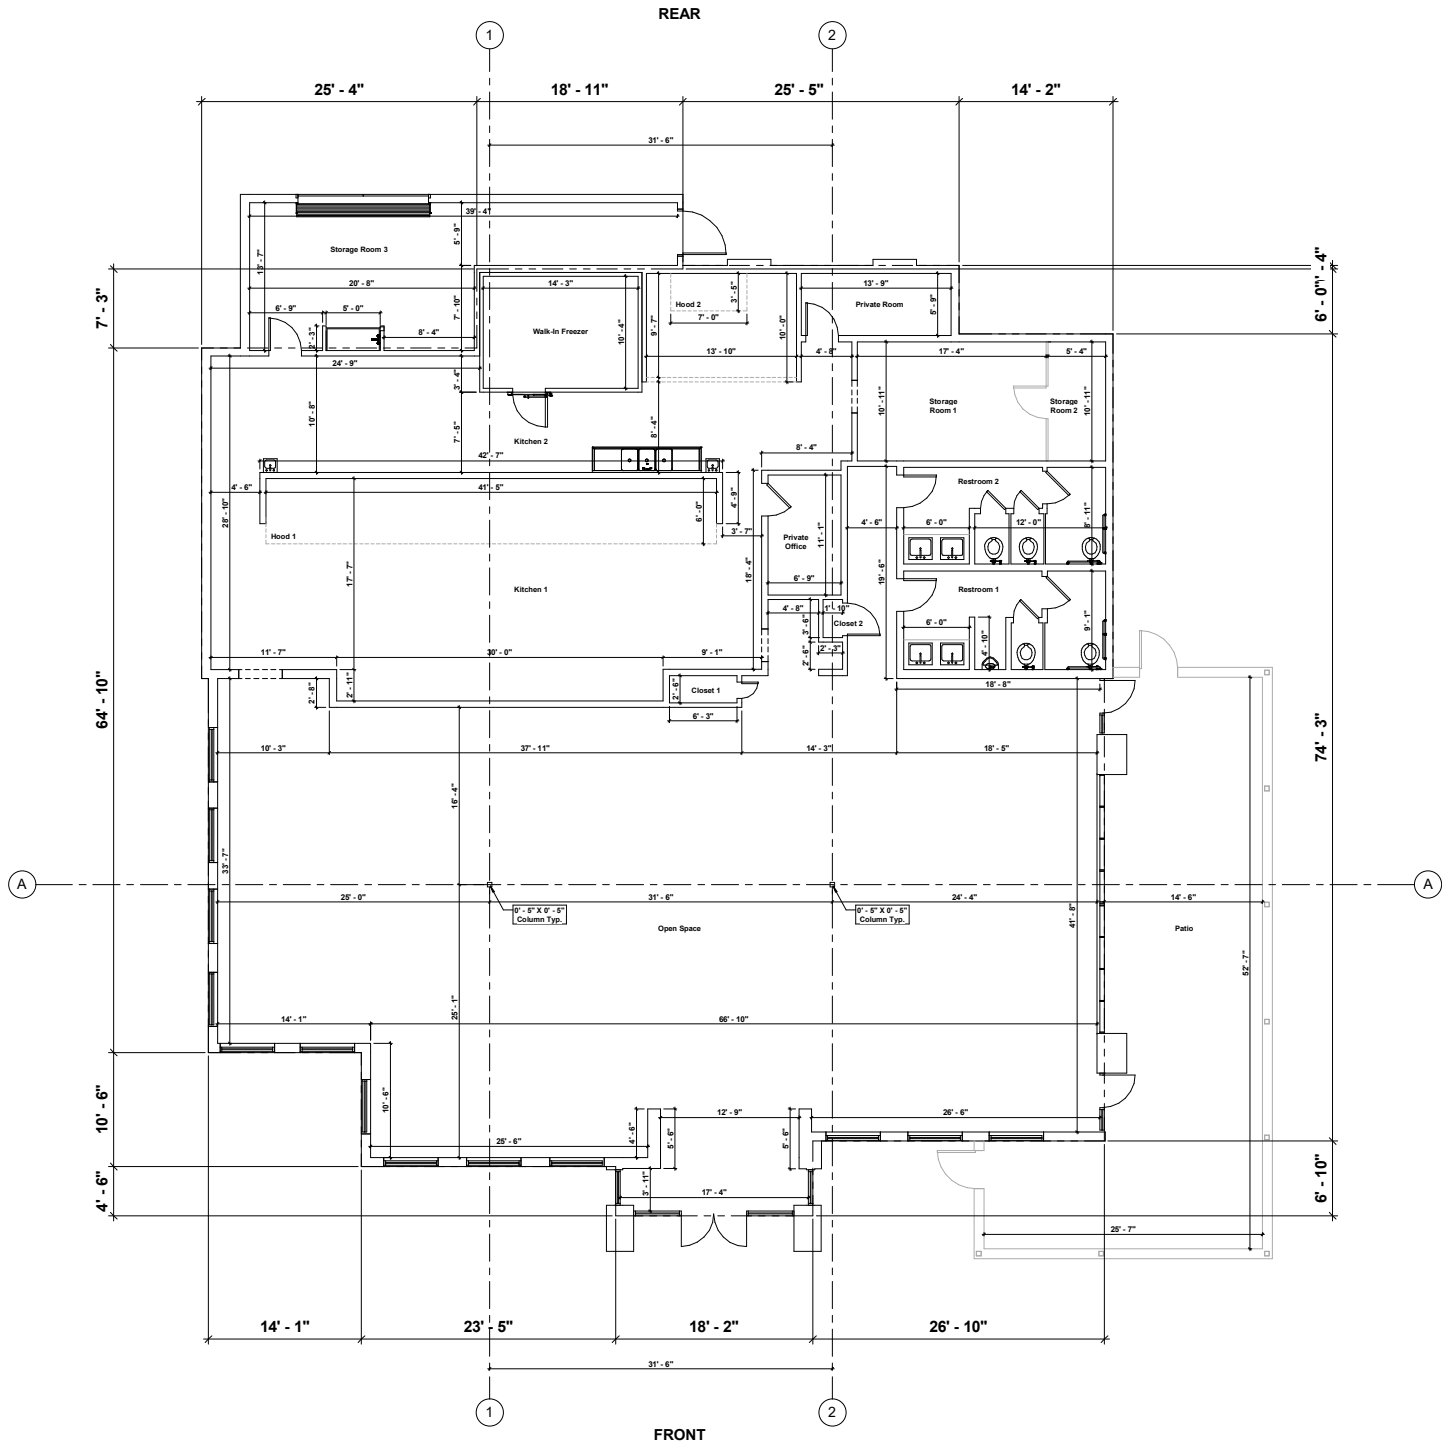 REAR
1
2
25' - 4"
18' - 11"
25' - 5"
14' - 2"
31' - 6"
39' - 4"
5' - 9"
Storage Room 3
13' - 7"
20' - 8"
14' - 3"
Hood 2
3' - 5"
13' - 9"
Private Room
5' - 9"
7' - 3"
6' - 9"
5' - 0"
7' - 10"
7' - 0"
2' - 3"
8' - 4"
Walk-In Freezer
10' - 4"
9' - 7"
10' - 0"
13' - 10"
4' - 8"
17' - 4"
5' - 4"
24' - 9"
3' - 4"
10' - 8"
7' - 5"
8' - 4"
Storage
Room 1
Storage
Room 2
10' - 11"
10' - 11"
Kitchen 2
42' - 7"
8' - 4"
4' - 6"
41' - 5"
6' - 0"
4' - 9"
Restroom 2
28' - 10"
Hood 1
3' - 7"
Private
Office
11' - 1"
4' - 6"
6' - 0"
12' - 0"
8' - 11"
17' - 7"
Kitchen 1
18' - 4"
6' - 9"
19' - 6"
Restroom 1
4' - 8"
1' - 10"
3' - 6"
Closet 2
6' - 0"
4' - 10"
9' - 1"
11' - 7"
30' - 0"
9' - 1"
2' - 6"
2' - 3"
2' - 8"
2' - 11"
2' - 6"
Closet 1
6' - 3"
18' - 8"
64' - 10"
74' - 3"
10' - 3"
37' - 11"
14' - 3"
18' - 5"
16' - 4"
33' - 7"
A
A
25' - 0"
31' - 6"
24' - 4"
14' - 6"
0' - 5" X 0' - 5"
Column Typ.
0' - 5" X 0' - 5"
Column Typ.
41' - 8"
Open Space
Patio
52' - 7"
25' - 1"
14' - 1"
66' - 10"
10' - 6"
10' - 6"
12' - 9"
26' - 6"
25' - 6"
4' - 6"
5' - 6"
5' - 6"
4' - 6"
3' - 11"
17' - 4"
6' - 10"
25' - 7"
14' - 1"
23' - 5"
18' - 2"
26' - 10"
31' - 6"
1
2
FRONT